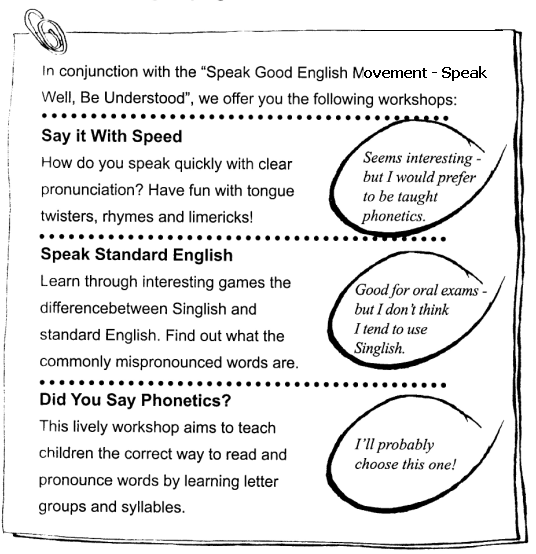 In conjunction with the “Speak Good English Movement - Speak
Well, Be Understood”, we offer you the following workshops:
Say it With Speed
How do you speak quickly with clear
pronunciation? Have fun with tongue
twisters, rhymes and limericks!
Seems interesting -
but I would prefer
to be taught
phonetics.
Speak Standard English
Learn through interesting games the
differencebetween Singlish and
standard English. Find out what the
commonly mispronounced words are.
Good for oral exams -
but I don’t think
I tend to use
Singlish.
Did You Say Phonetics?
This lively workshop aims to teach
children the correct way to read and
pronounce words by learning letter
groups and syllables.
I’ll probably
choose this one!